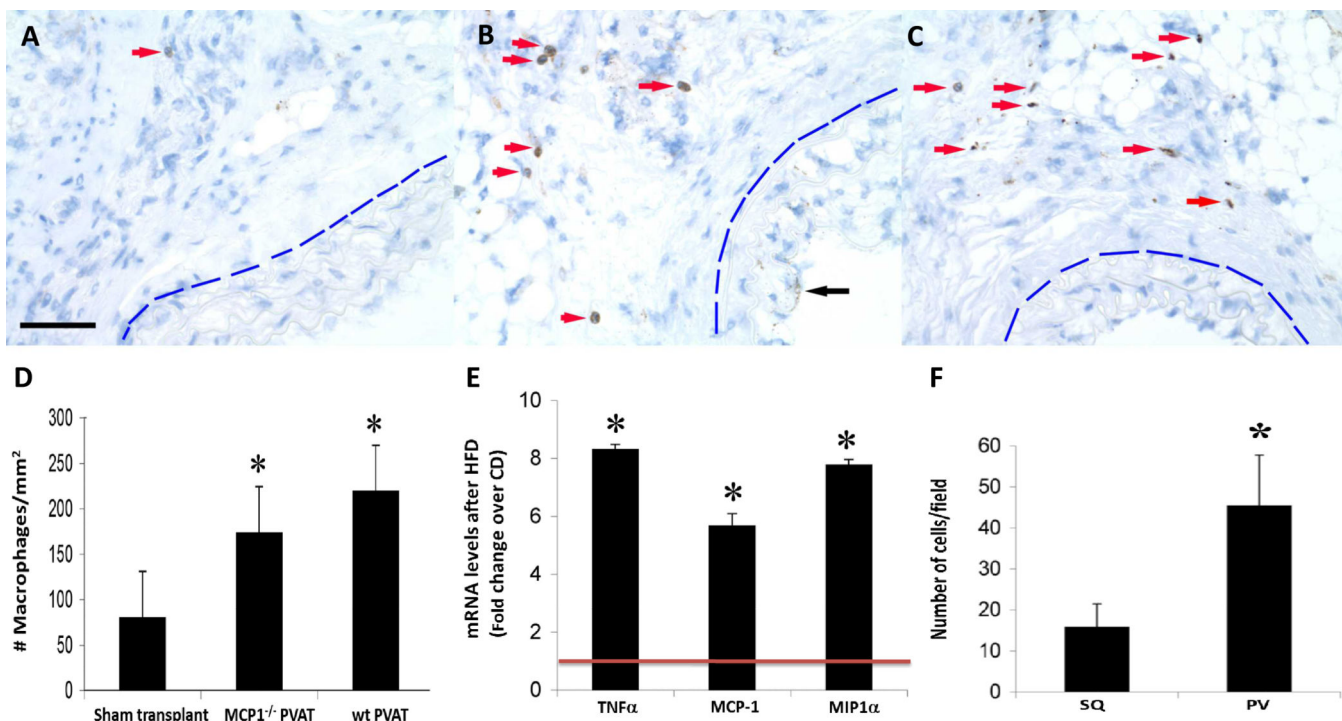 A
B
C
D
# Macrophages/mm²
300
250
200
150
100
50
0
*
*
Sham transplant
MCP1⁻/⁻ PVAT
wt PVAT
E
mRNA levels after HFD
(Fold change over CD)
10
8
6
4
2
0
*
*
*
TNFα
MCP-1
MIP1α
F
Number of cells/field
60
50
40
30
20
10
0
*
SQ
PV